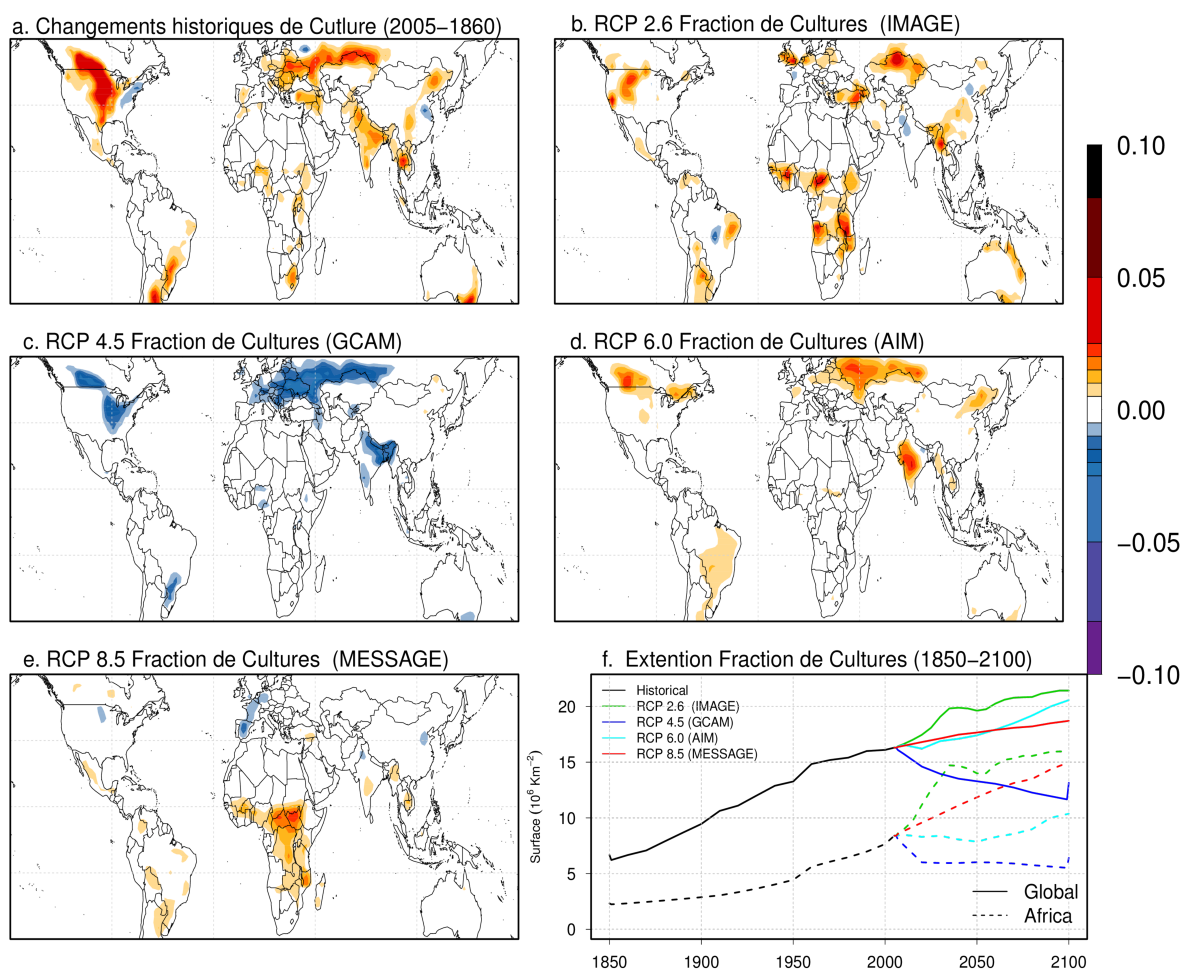 a. Changements historiques de Cutlure (2005−1860)
b. RCP 2.6 Fraction de Cultures (IMAGE)
c. RCP 4.5 Fraction de Cultures (GCAM)
d. RCP 6.0 Fraction de Cultures (AIM)
0.10
0.05
0.00
−0.05
−0.10
e. RCP 8.5 Fraction de Cultures (MESSAGE)
f. Extention Fraction de Cultures (1850−2100)
Historical
RCP 2.6 (IMAGE)
RCP 4.5 (GCAM)
RCP 6.0 (AIM)
RCP 8.5 (MESSAGE)
Surface (10⁶ Km⁻²)
20
15
10
5
0
Global
Africa
1850 1900 1950 2000 2050 2100